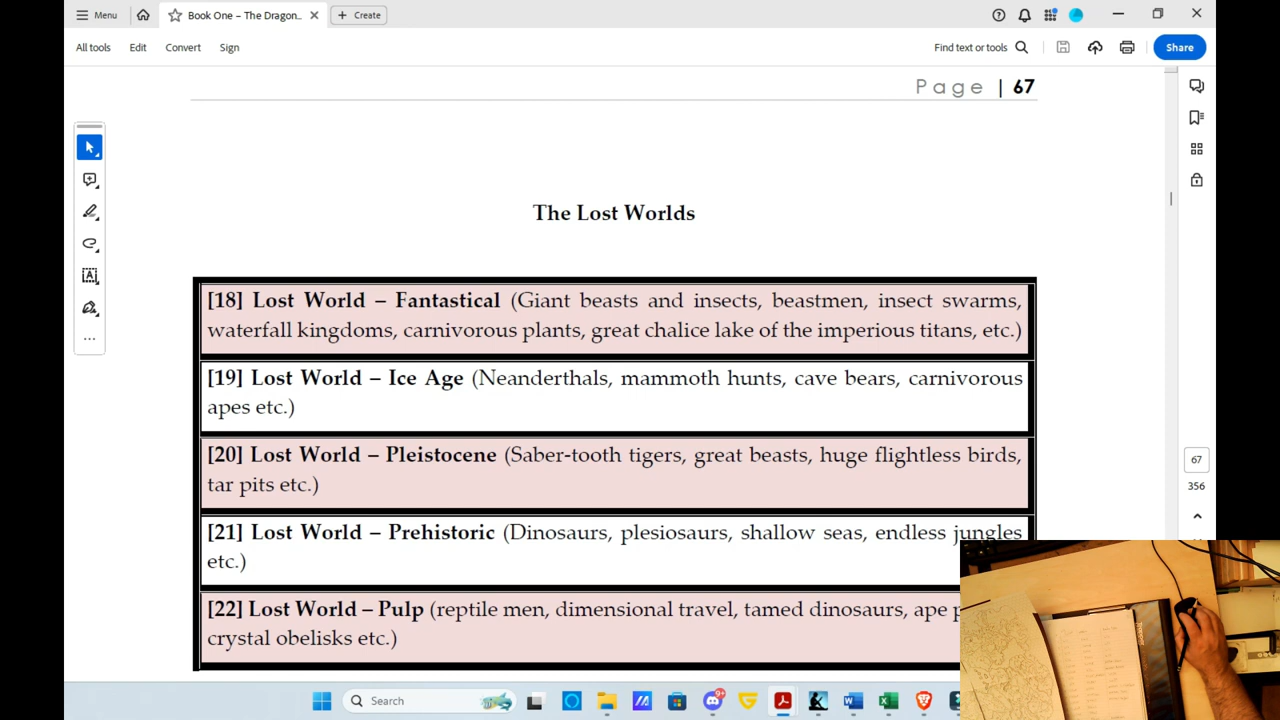 Menu
Book One – The Dragon...
Create
All tools Edit Convert Sign
Find text or tools
Share
Page | 67
The Lost Worlds
[18] Lost World – Fantastical (Giant beasts and insects, beastmen, insect swarms,
waterfall kingdoms, carnivorous plants, great chalice lake of the imperious titans, etc.)
[19] Lost World – Ice Age (Neanderthals, mammoth hunts, cave bears, carnivorous
apes etc.)
[20] Lost World – Pleistocene (Saber-tooth tigers, great beasts, huge flightless birds,
tar pits etc.)
[21] Lost World – Prehistoric (Dinosaurs, plesiosaurs, shallow seas, endless jungles
etc.)
[22] Lost World – Pulp (reptile men, dimensional travel, tamed dinosaurs, ape p
crystal obelisks etc.)
67
356
Search
9+